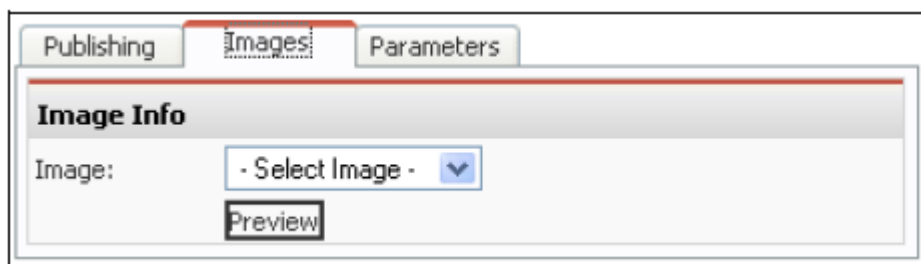 Publishing Images Parameters
Image Info
Image: - Select Image -
Preview